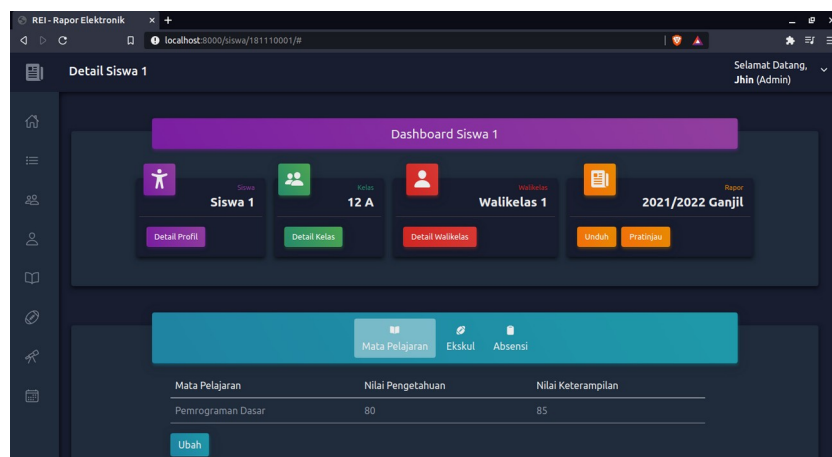 REI - Rapor Elektronik
localhost:8000/siswa/181110001/#
Detail Siswa 1
Selamat Datang,
Jhin (Admin)
Dashboard Siswa 1
Siswa
Siswa 1
Detail Profil
Kelas
12 A
Detail Kelas
Walikelas
Walikelas 1
Detail Walikelas
Rapor
2021/2022 Ganjil
Unduh Pratinjau
Mata Pelajaran Ekskul Absensi
Mata Pelajaran Nilai Pengetahuan Nilai Keterampilan
Pemrograman Dasar 80 85
Ubah